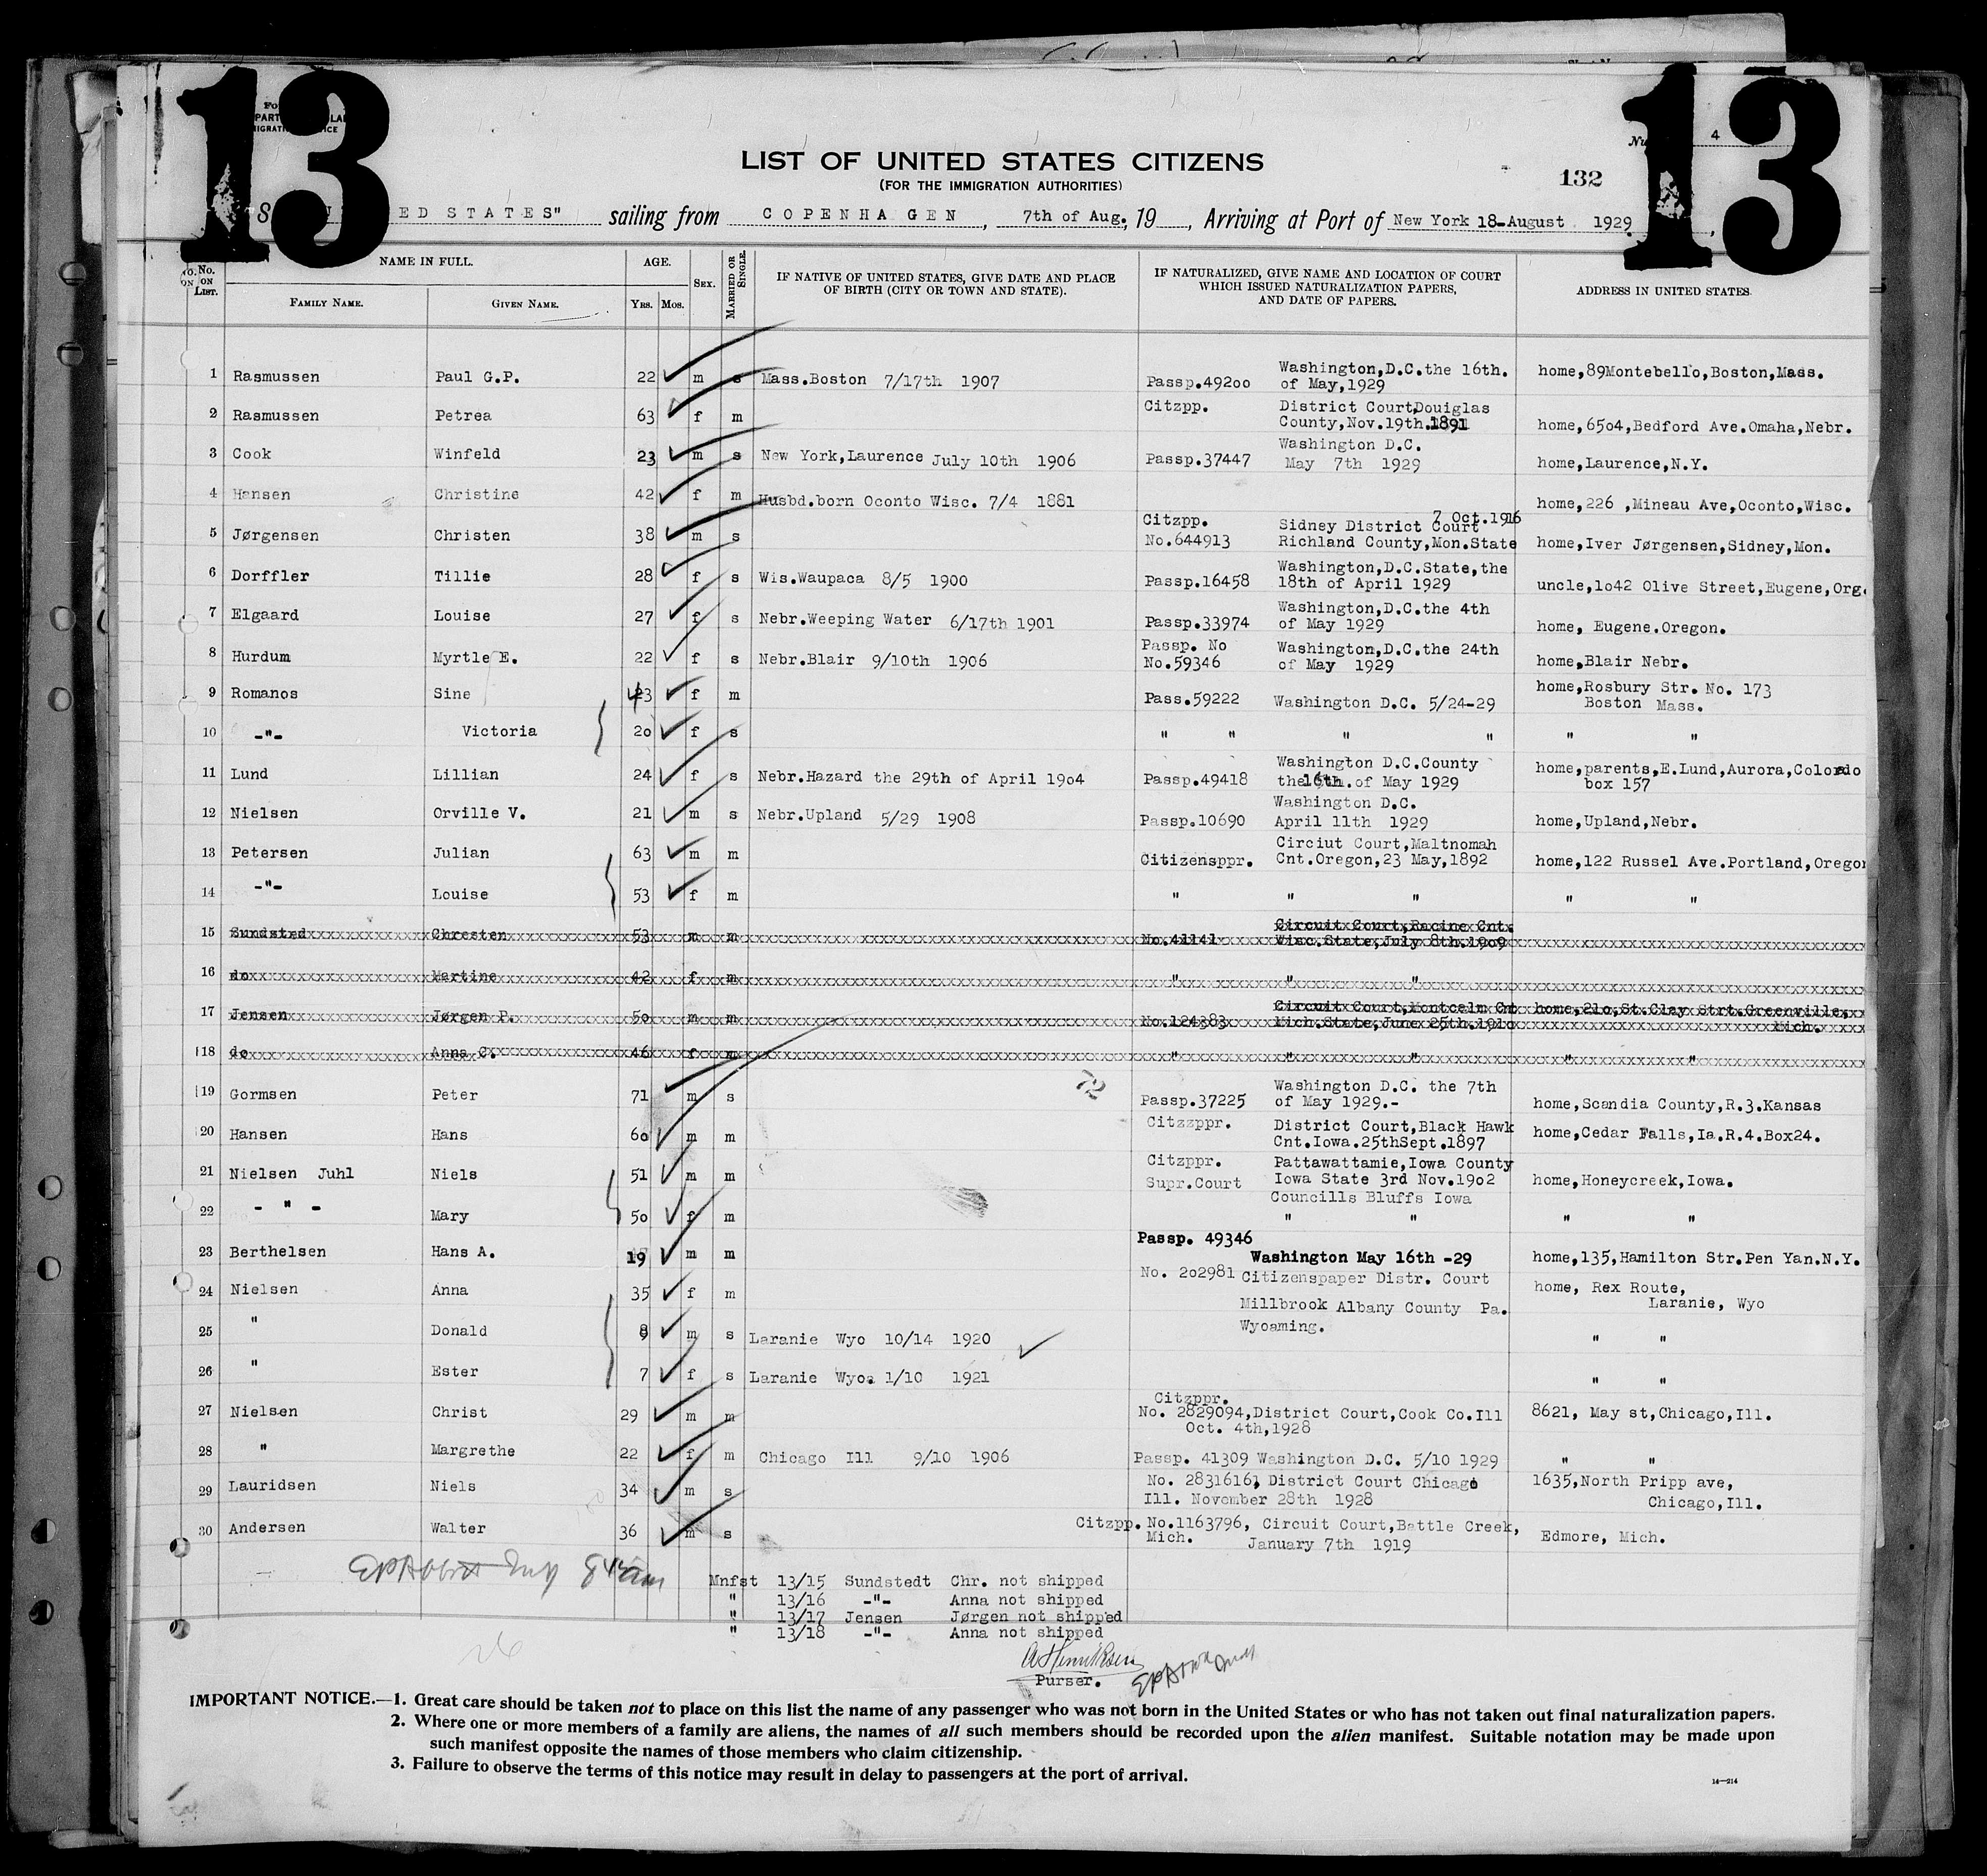 13
13
4
LIST OF UNITED STATES CITIZENS
(FOR THE IMMIGRATION AUTHORITIES)
132
ED STATES" sailing from COPENHAGEN, 7th of Aug., 19 , Arriving at Port of New York 18-August 1929
No. ON LIST. NAME IN FULL. AGE. SEX. MARRIED OR SINGLE. IF NATIVE OF UNITED STATES, GIVE DATE AND PLACE OF BIRTH (CITY OR TOWN AND STATE). IF NATURALIZED, GIVE NAME AND LOCATION OF COURT WHICH ISSUED NATURALIZATION PAPERS, AND DATE OF PAPERS. ADDRESS IN UNITED STATES.
FAMILY NAME. GIVEN NAME. YRS. MOS.
1 Rasmussen Paul G.P. 22 m s Mass.Boston 7/17th 1907 Passp.49200 Washington,D.C.the 16th. of May,1929 home,89Montebello,Boston,Mass.
2 Rasmussen Petrea 63 f m Citzpp. District Court,Douiglas County,Nov.19th.1891 home,6504,Bedford Ave.Omaha,Nebr.
3 Cook Winfeld 23 m s New York,Laurence July 10th 1906 Passp.37447 Washington D.C. May 7th 1929 home,Laurence,N.Y.
4 Hansen Christine 42 f m Husbd.born Oconto Wisc. 7/4 1881 home,226 ,Mineau Ave,Oconto,Wisc.
5 Jørgensen Christen 38 m s Citzpp. No.644913 Sidney District Court 7 Oct.1916 Richland County,Mon.State home,Iver Jørgensen,Sidney,Mon.
6 Dorffler Tillie 28 f s Wis.Waupaca 8/5 1900 Passp.16458 Washington,D.C.State,the 18th of April 1929 uncle,1o42 Olive Street,Eugene,Org.
7 Elgaard Louise 27 f s Nebr.Weeping Water 6/17th 1901 Passp.33974 Washington,D.C.the 4th of May 1929 home, Eugene.Oregon.
8 Hurdum Myrtle E. 22 f s Nebr.Blair 9/10th 1906 Passp. No No.59346 Washington,D.C.the 24th of May 1929 home,Blair Nebr.
9 Romanos Sine 43 f m Pass.59222 Washington D.C. 5/24-29 home,Rosbury Str. No. 173 Boston Mass.
10 -"- Victoria 2o f s " " " " " "
11 Lund Lillian 24 f s Nebr.Hazard the 29th of April 19o4 Passp.49418 Washington D.C.County the16th.of May 1929 home,parents,E.Lund,Aurora,Colorado box 157
12 Nielsen Orville V. 21 m s Nebr.Upland 5/29 1908 Passp.10690 Washington D.C. April 11th 1929 home,Upland,Nebr.
13 Petersen Julian 63 m m Citizensppr. Circiut Court,Maltnomah Cnt.Oregon,23 May,1892 home,122 Russel Ave.Portland,Oregon
14 -"- Louise 53 f m " " " " "
15 Sundsted Chresten 53 m m No.41141 Circuit Court,Racine Cnt. Wisc.State,July 8th.19o9
16 do Martine 42 f m " " "
17 Jensen Jørgen P. 5o m m No.124383 Circuit Court,Montcalm Cnt Mich.State,June 25th.191o home,21o,St.Clay Strt.Greenville, Mich.
18 do Anna C. 46 f m " " " " "
19 Gormsen Peter 71 m s Passp.37225 Washington D.C. the 7th of May 1929.- home,Scandia County,R.3.Kansas
72
20 Hansen Hans 6o m m Citzzppr. District Court,Black Hawk Cnt.Iowa.25thSept.1897 home,Cedar Falls,Ia.R.4.Box24.
21 Nielsen Juhl Niels 51 m m Citzppr. Supr.Court Pattawattamie,Iowa County Iowa State 3rd Nov.19o2 Councills Bluffs Iowa home,Honeycreek,Iowa.
22 - " - Mary 5o f m " " " "
23 Berthelsen Hans A. 19 m m Passp. 49346 Washington May 16th -29 home,135,Hamilton Str.Pen Yan.N.Y.
24 Nielsen Anna 35 f m No. 2o2981 Citizenspaper Distr. Court Millbrook Albany County Pa. Wyoaming. home, Rex Route, Laranie, Wyo
25 " Donald 8 m s Laranie Wyo 10/14 1920 " "
26 " Ester 7 f s Laranie Wyo. 1/10 1921 " "
27 Nielsen Christ 29 m m Citzppr. No. 2829094,District Court,Cook Co.Ill Oct. 4th,1928 8621, May st,Chicago,Ill.
28 " Margrethe 22 f m Chicago Ill 9/10 1906 Passp. 41309 Washington D.C. 5/10 1929 " "
29 Lauridsen Niels 34 m s No. 2831616, District Court Chicago Ill. November 28th 1928 1635,North Pripp ave, Chicago,Ill.
30 Andersen Walter 36 m s Citzpp. No.1163796, Circuit Court,Battle Creek, Mich. January 7th 1919 Edmore, Mich.
Mnfst 13/15 Sundstedt Chr. not shipped
" 13/16 -"- Anna not shipped
" 13/17 Jensen Jørgen not shipped
" 13/18 -"- Anna not shipped
26
Purser.
IMPORTANT NOTICE.—1. Great care should be taken not to place on this list the name of any passenger who was not born in the United States or who has not taken out final naturalization papers.
2. Where one or more members of a family are aliens, the names of all such members should be recorded upon the alien manifest. Suitable notation may be made upon
such manifest opposite the names of those members who claim citizenship.
3. Failure to observe the terms of this notice may result in delay to passengers at the port of arrival.
14—214